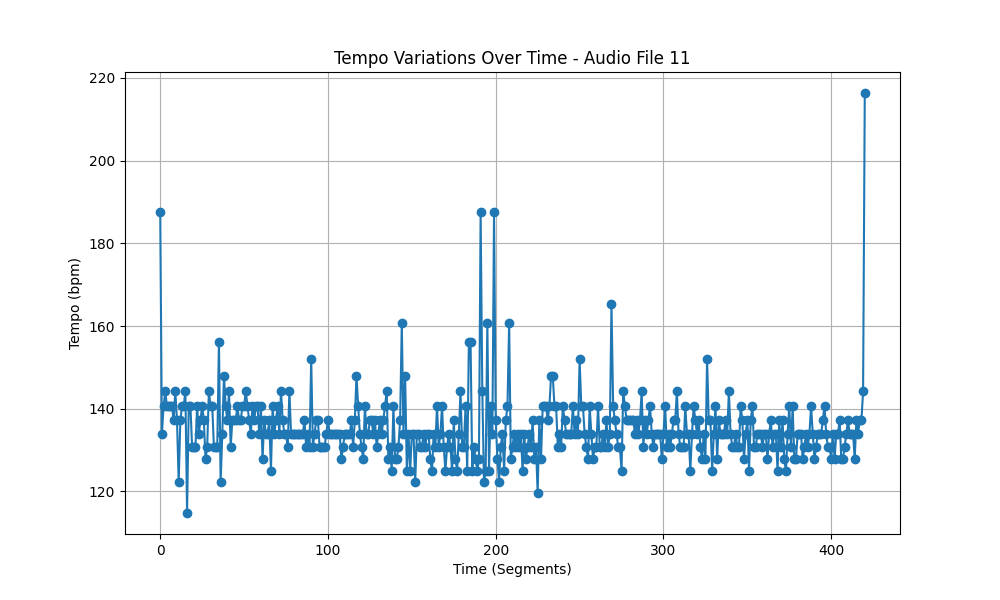 Tempo Variations Over Time - Audio File 11
220
200
180
160
140
120
Tempo (bpm)
0 100 200 300 400
Time (Segments)